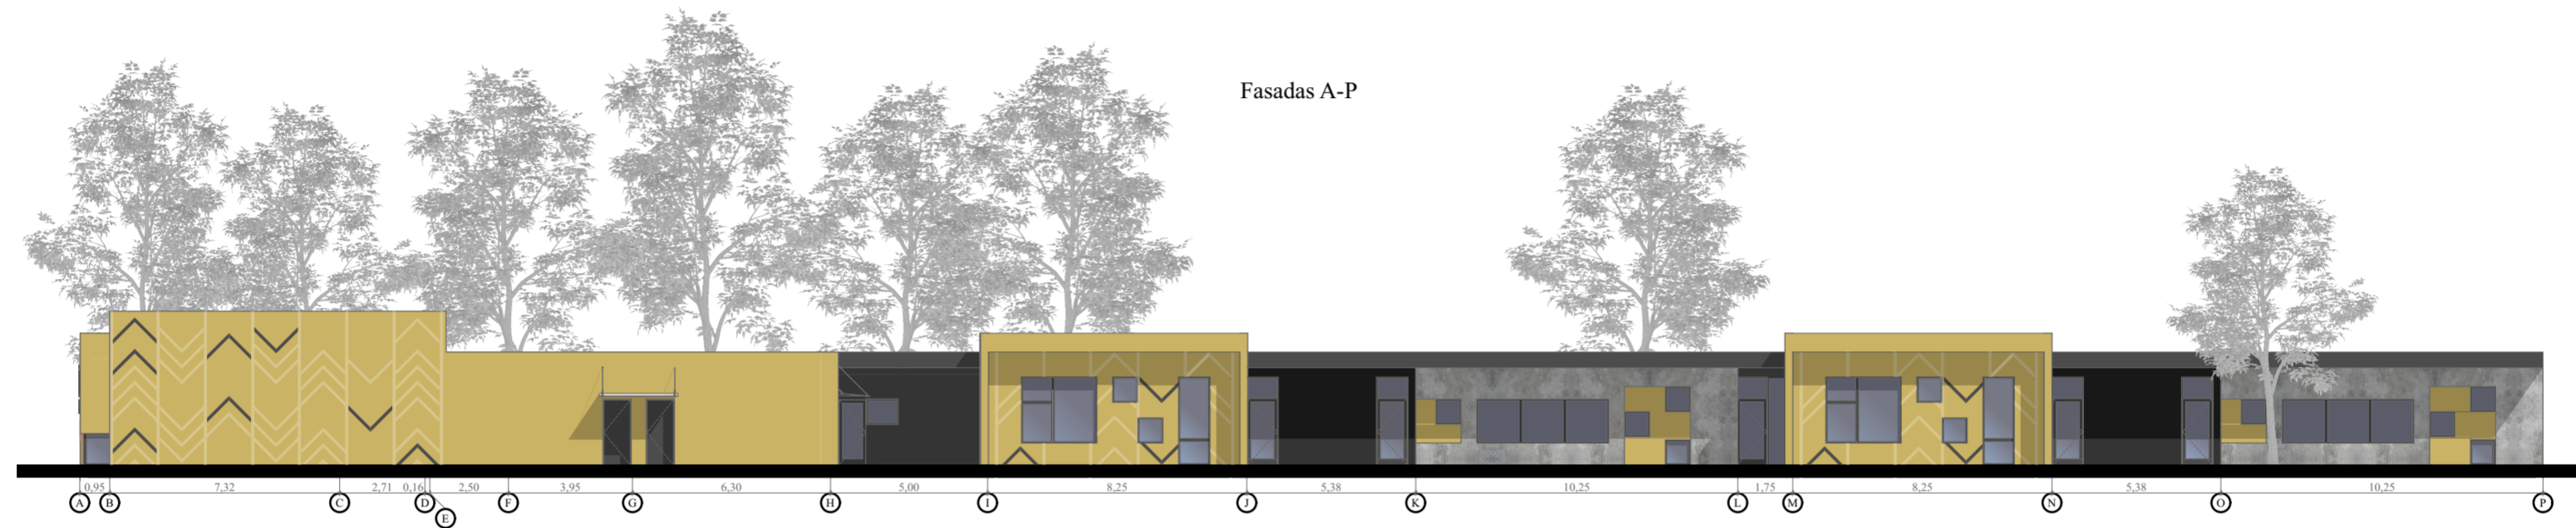 Fasadas A-P
0,95 7,32 2,71 0,16 2,50 3,95 6,30 5,00 8,25 5,38 10,25 1,75 8,25 5,38 10,25
A B C D E F G H I J K L M N O P